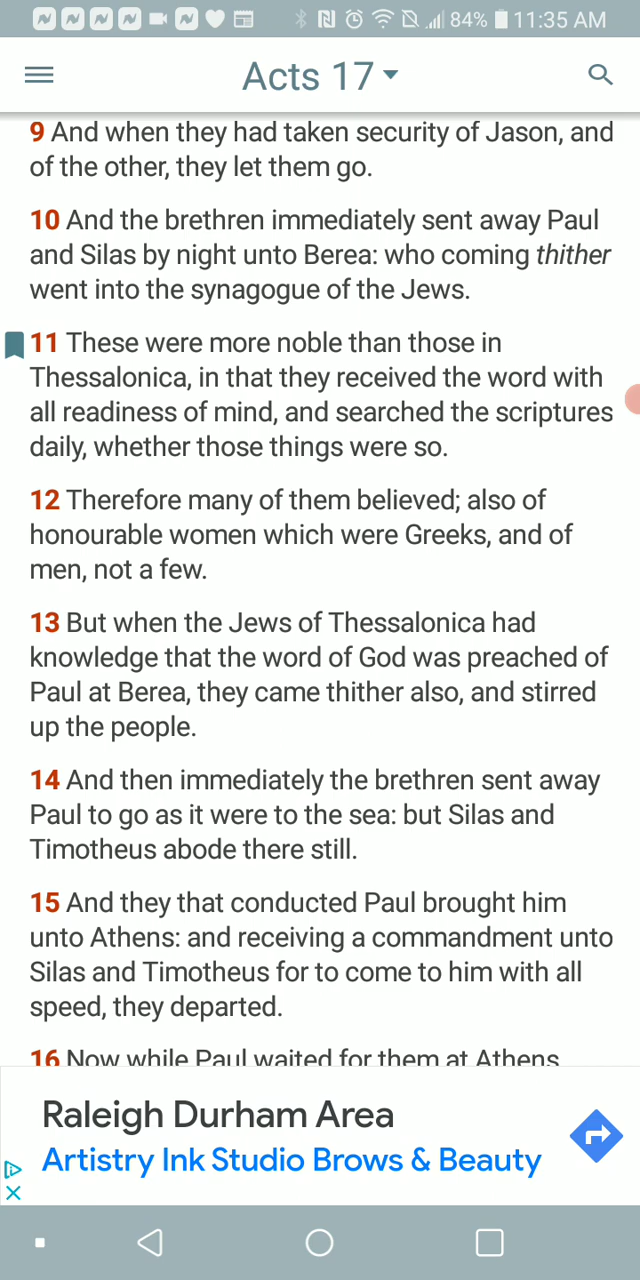 84% 11:35 AM
Acts 17
9 And when they had taken security of Jason, and
of the other, they let them go.
10 And the brethren immediately sent away Paul
and Silas by night unto Berea: who coming thither
went into the synagogue of the Jews.
11 These were more noble than those in
Thessalonica, in that they received the word with
all readiness of mind, and searched the scriptures
daily, whether those things were so.
12 Therefore many of them believed; also of
honourable women which were Greeks, and of
men, not a few.
13 But when the Jews of Thessalonica had
knowledge that the word of God was preached of
Paul at Berea, they came thither also, and stirred
up the people.
14 And then immediately the brethren sent away
Paul to go as it were to the sea: but Silas and
Timotheus abode there still.
15 And they that conducted Paul brought him
unto Athens: and receiving a commandment unto
Silas and Timotheus for to come to him with all
speed, they departed.
16 Now while Paul waited for them at Athens
Raleigh Durham Area
Artistry Ink Studio Brows & Beauty